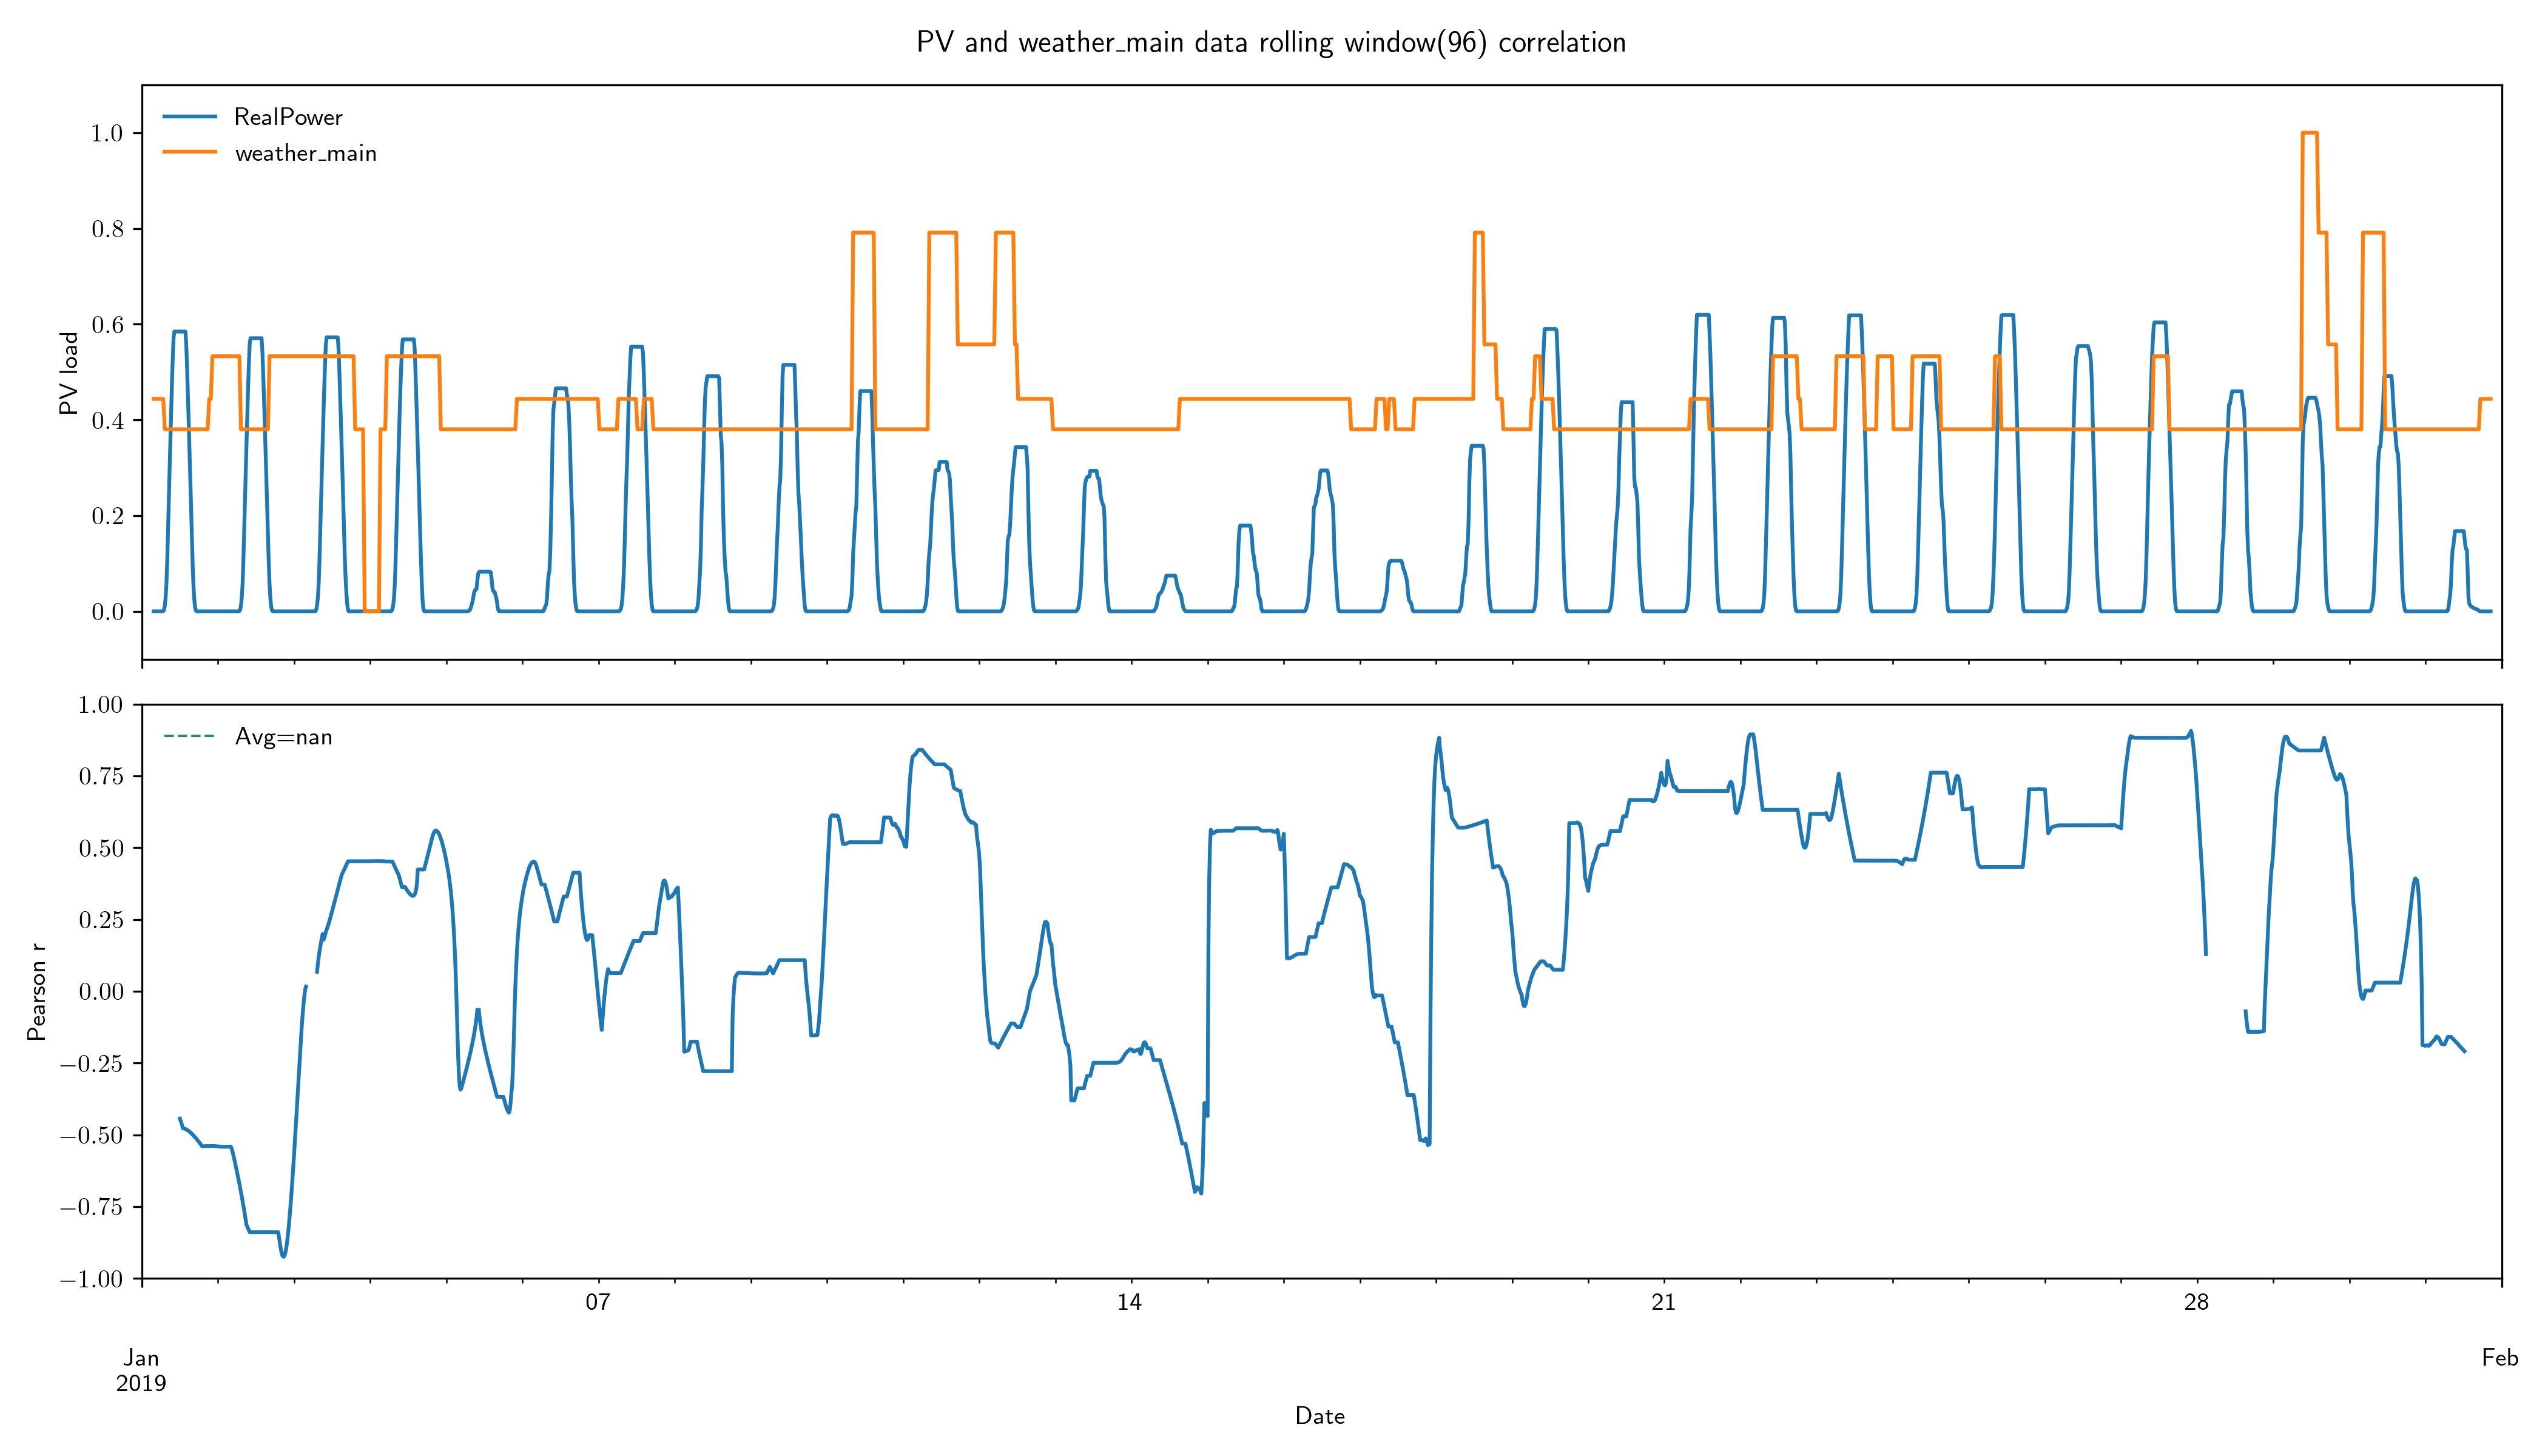 PV and weather_main data rolling window(96) correlation
RealPower
weather_main
PV load
1.0
0.8
0.6
0.4
0.2
0.0
Avg=nan
Pearson r
1.00
0.75
0.50
0.25
0.00
−0.25
−0.50
−0.75
−1.00
07 14 21 28
Jan Feb
2019
Date